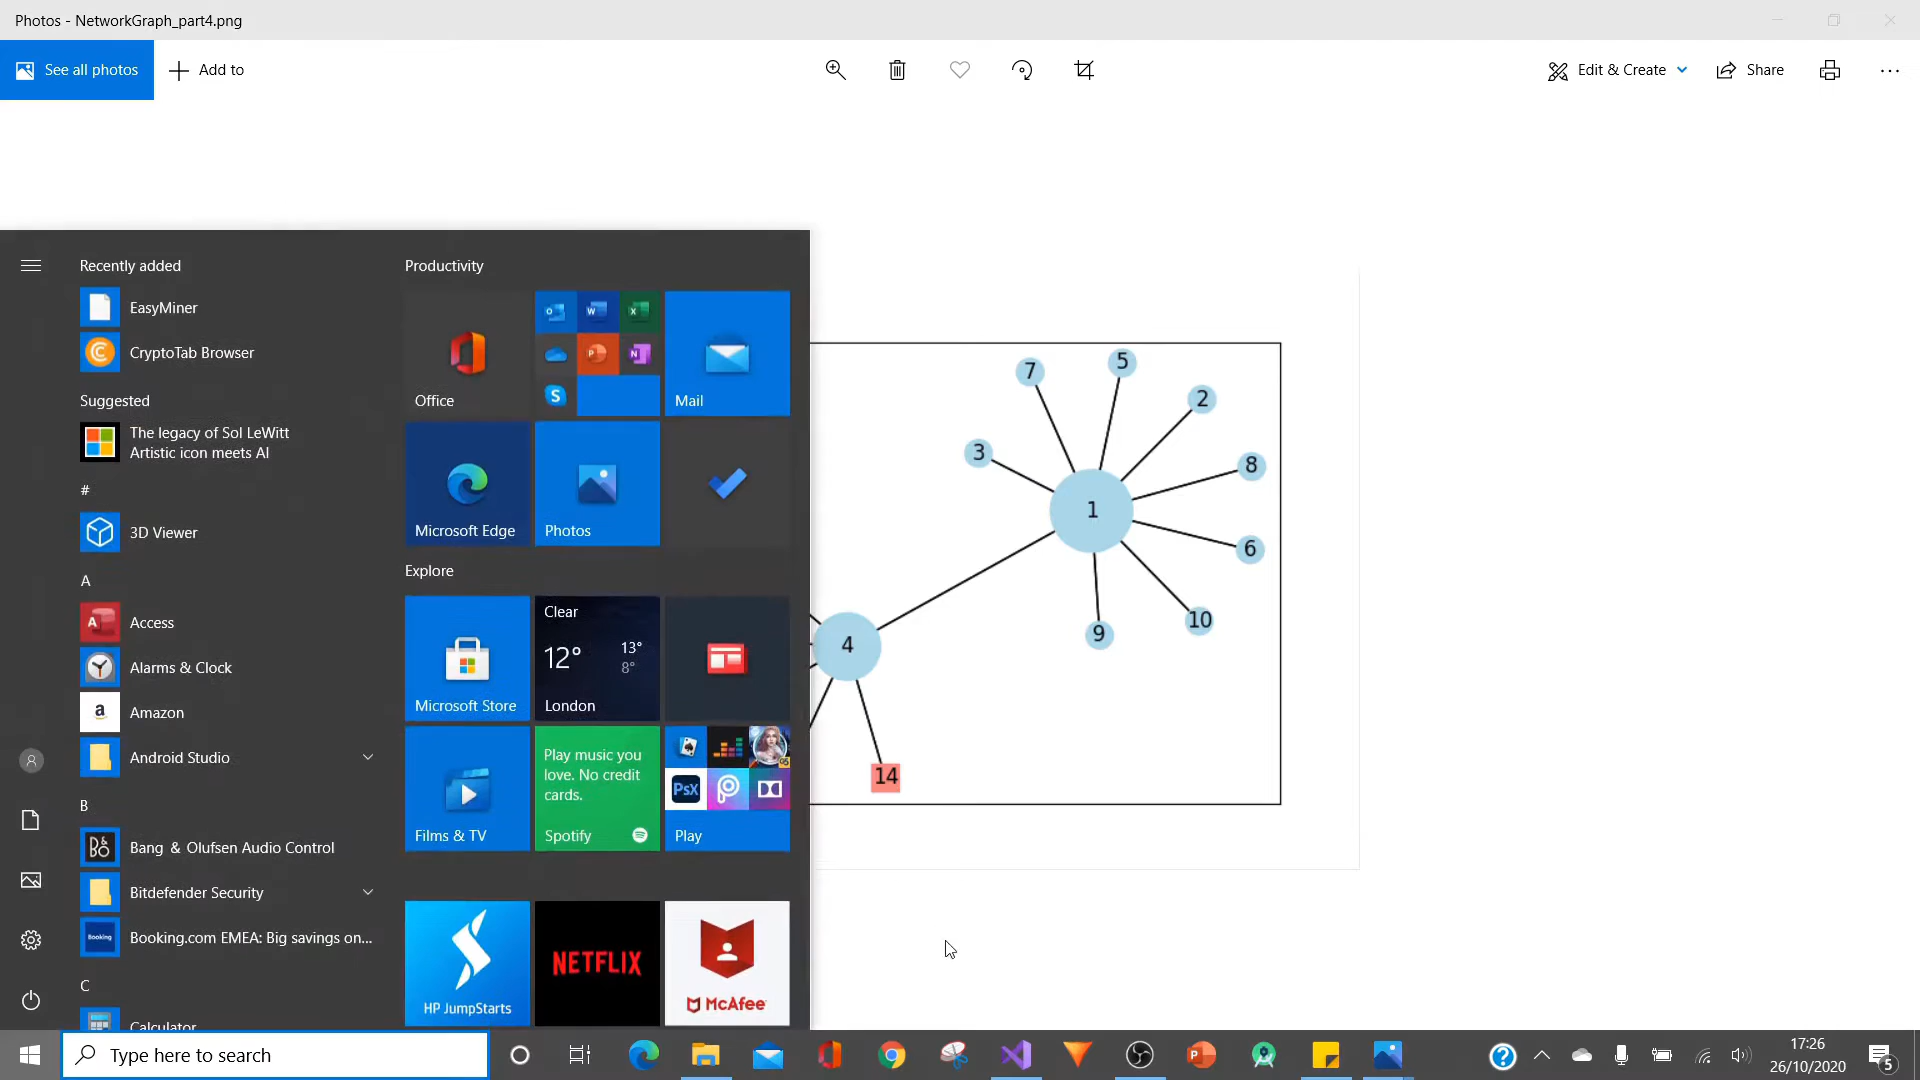 Photos - NetworkGraph_part4.png
See all photos
Add to
Edit & Create
Share
Recently added
EasyMiner
CryptoTab Browser
Suggested
The legacy of Sol LeWitt
Artistic icon meets AI
#
3D Viewer
A
Access
Alarms & Clock
Amazon
Android Studio
B
Bang & Olufsen Audio Control
Bitdefender Security
Booking.com EMEA: Big savings on...
C
Calculator
Productivity
Office
Mail
Microsoft Edge
Photos
Explore
Microsoft Store
Clear
12° 13°
8°
London
Films & TV
Play music you
love. No credit
cards.
Spotify
Play
HP JumpStarts
NETFLIX
McAfee
7
5
2
3
8
1
6
10
9
4
14
Type here to search
17:26
26/10/2020
5